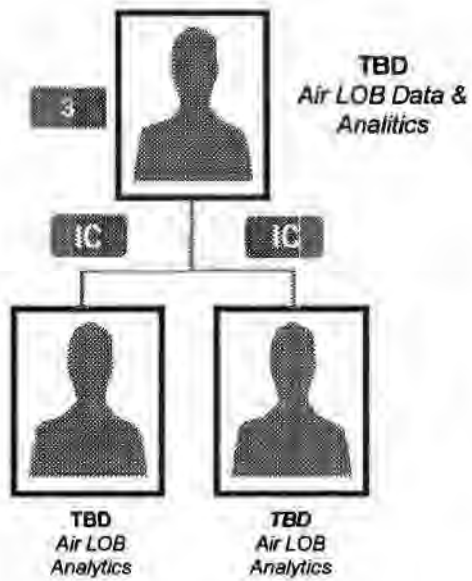 TBD
Air LOB Data &
Analitics
3
IC
IC
TBD
Air LOB
Analytics
TBD
Air LOB
Analytics